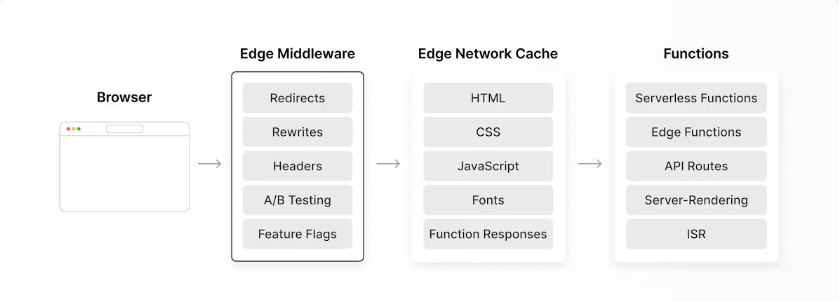 Browser
Edge Middleware
Redirects
Rewrites
Headers
A/B Testing
Feature Flags
Edge Network Cache
HTML
CSS
JavaScript
Fonts
Function Responses
Functions
Serverless Functions
Edge Functions
API Routes
Server-Rendering
ISR